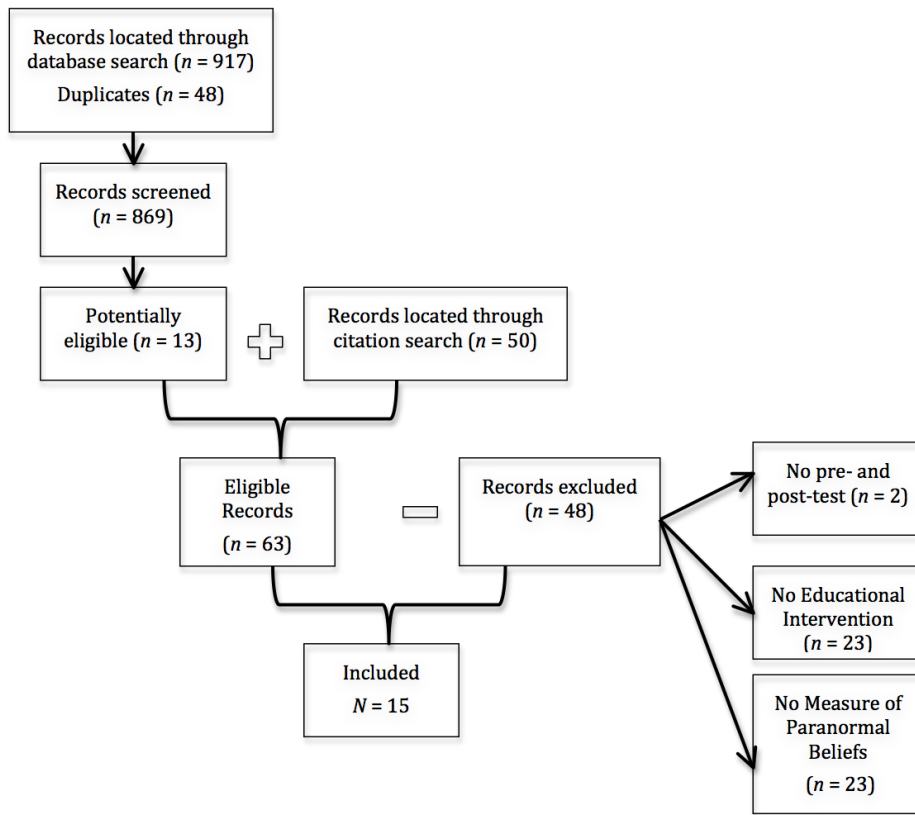 Records located through
database search (n = 917)
Duplicates (n = 48)
Records screened
(n = 869)
Potentially
eligible (n = 13)
Records located through
citation search (n = 50)
Eligible
Records
(n = 63)
Records excluded
(n = 48)
No pre- and
post-test (n = 2)
No Educational
Intervention
(n = 23)
Included
N = 15
No Measure of
Paranormal
Beliefs
(n = 23)